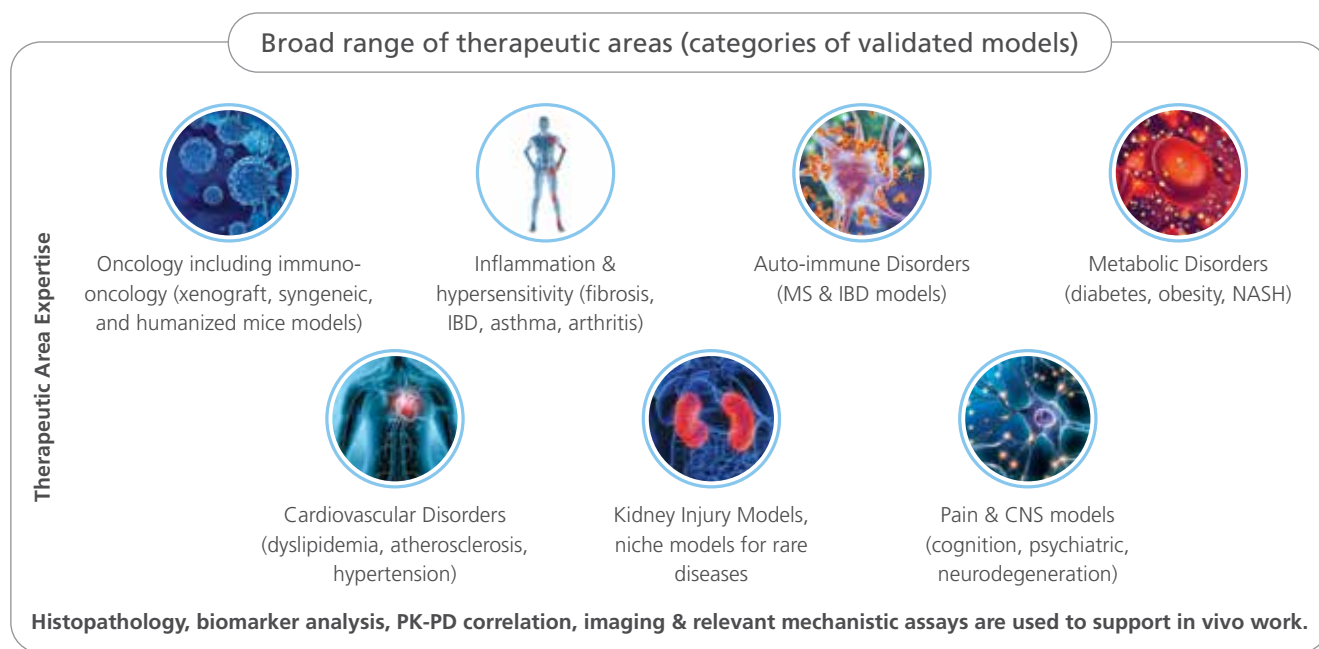 Broad range of therapeutic areas (categories of validated models)
Therapeutic Area Expertise
Oncology including immuno-
oncology (xenograft, syngeneic,
and humanized mice models)
Inflammation &
hypersensitivity (fibrosis,
IBD, asthma, arthritis)
Auto-immune Disorders
(MS & IBD models)
Metabolic Disorders
(diabetes, obesity, NASH)
Cardiovascular Disorders
(dyslipidemia, atherosclerosis,
hypertension)
Kidney Injury Models,
niche models for rare
diseases
Pain & CNS models
(cognition, psychiatric,
neurodegeneration)
Histopathology, biomarker analysis, PK-PD correlation, imaging & relevant mechanistic assays are used to support in vivo work.